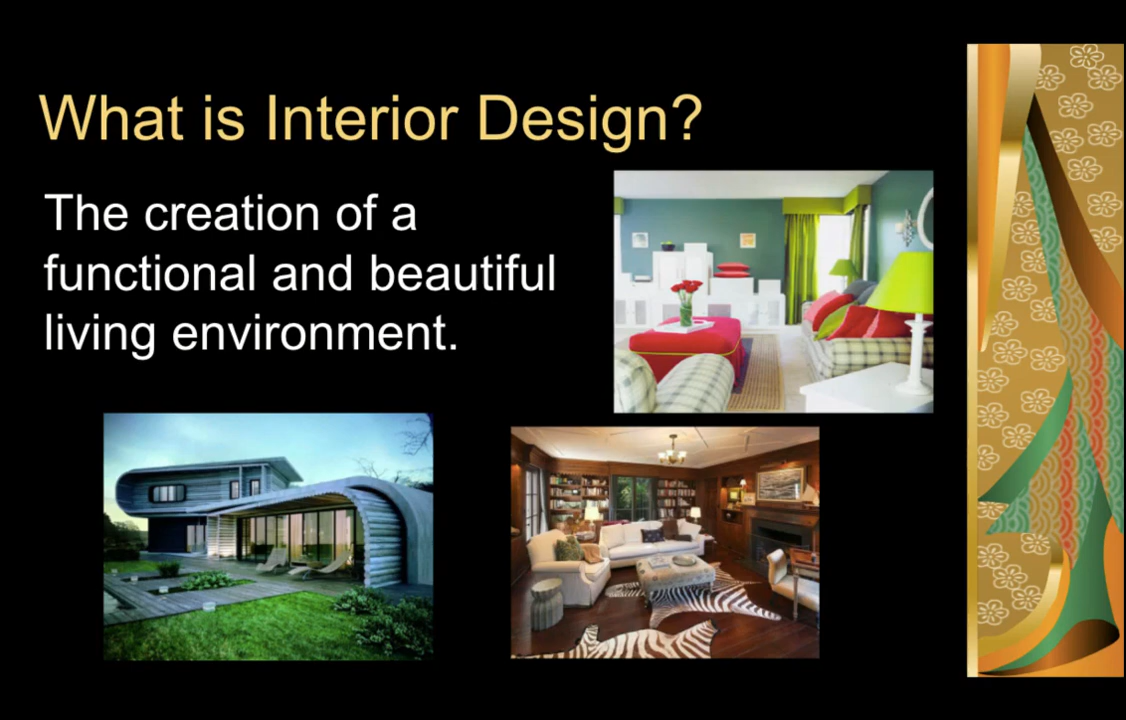 What is Interior Design?
The creation of a
functional and beautiful
living environment.